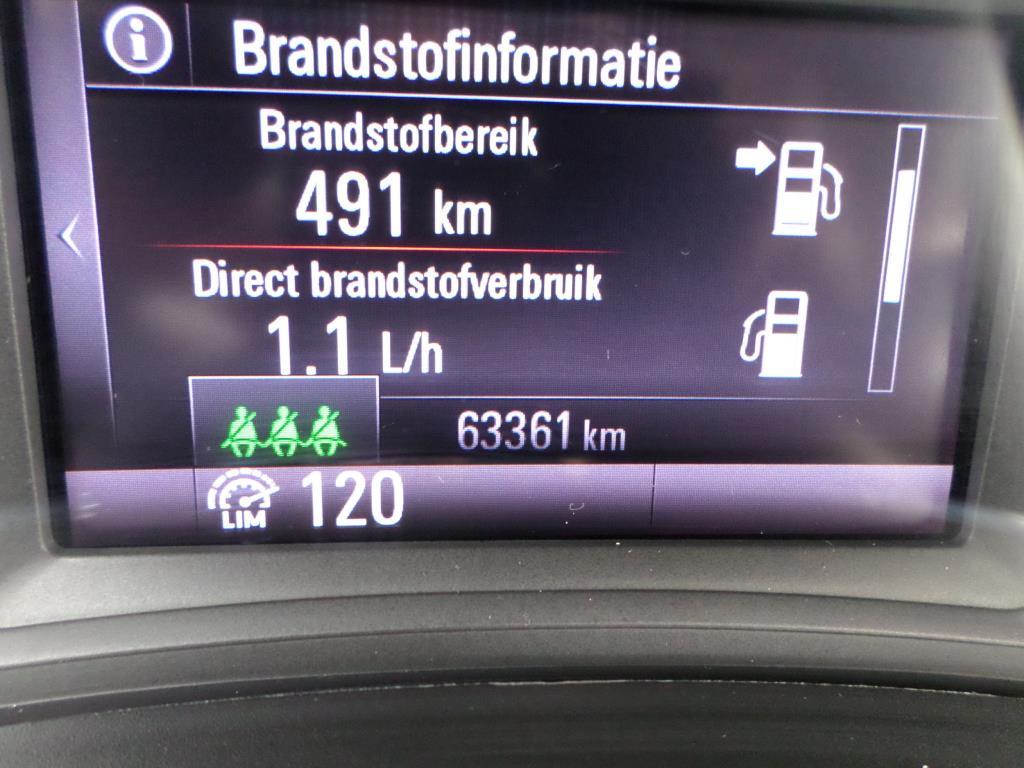 i Brandstofinformatie
Brandstofbereik
491 km
Direct brandstofverbruik
1.1 L/h
63361 km
LIM 120